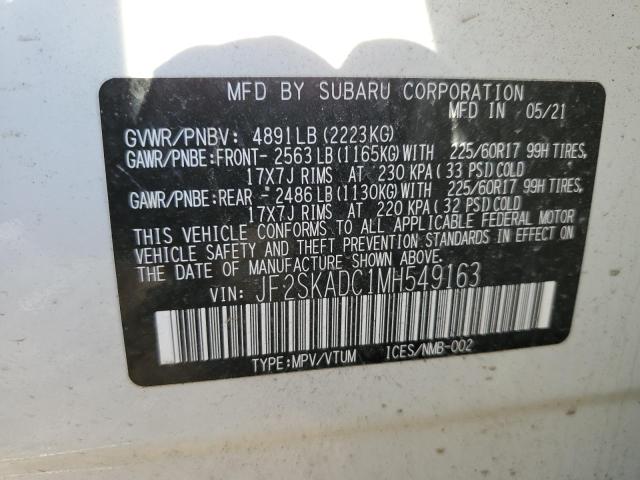 MFD BY SUBARU CORPORATION
MFD IN 05/21
GVWR/PNBV: 4891LB (2223KG)
GAWR/PNBE:FRONT- 2563 LB (1165KG) WITH 225/60R17 99H TIRES,
17X7J RIMS AT 230 KPA ( 33 PSI) COLD
GAWR/PNBE:REAR - 2486 LB (1130KG) WITH 225/60R17 99H TIRES,
17X7J RIMS AT 220 KPA ( 32 PSI) COLD
THIS VEHICLE CONFORMS TO ALL APPLICABLE FEDERAL MOTOR
VEHICLE SAFETY AND THEFT PREVENTION STANDARDS IN EFFECT ON
THE DATE OF MANUFACTURE SHOWN ABOVE.
VIN: JF2SKADC1MH549163
TYPE:MPV/VTUM ICES/NMB-002